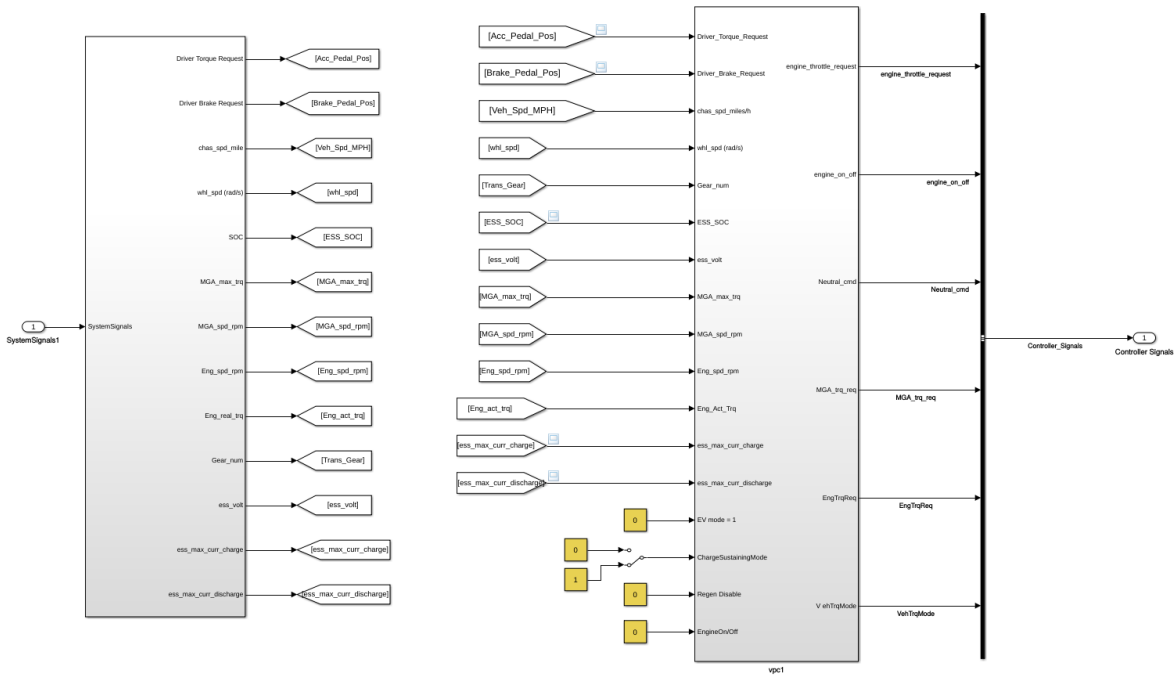 1
SystemSignals1
SystemSignals
Driver Torque Request
[Acc_Pedal_Pos]
Driver Brake Request
[Brake_Pedal_Pos]
chas_spd_mile
[Veh_Spd_MPH]
whl_spd (rad/s)
[whl_spd]
SOC
[ESS_SOC]
MGA_max_trq
[MGA_max_trq]
MGA_spd_rpm
[MGA_spd_rpm]
Eng_spd_rpm
[Eng_spd_rpm]
Eng_real_trq
[Eng_act_trq]
Gear_num
[Trans_Gear]
ess_volt
[ess_volt]
ess_max_curr_charge
[ess_max_curr_charge]
ess_max_curr_discharge
[ess_max_curr_discharge]
[Acc_Pedal_Pos]
Driver_Torque_Request
[Brake_Pedal_Pos]
Driver_Brake_Request
[Veh_Spd_MPH]
chas_spd_miles/h
[whl_spd]
whl_spd (rad/s)
[Trans_Gear]
Gear_num
[ESS_SOC]
ESS_SOC
[ess_volt]
ess_volt
[MGA_max_trq]
MGA_max_trq
[MGA_spd_rpm]
MGA_spd_rpm
[Eng_spd_rpm]
Eng_spd_rpm
[Eng_act_trq]
Eng_Act_Trq
[ess_max_curr_charge]
ess_max_curr_charge
[ess_max_curr_discharge]
ess_max_curr_discharge
0
EV mode = 1
0
1
ChargeSustainingMode
0
Regen Disable
0
EngineOn/Off
vpc1
engine_throttle_request
engine_throttle_request
engine_on_off
engine_on_off
Neutral_cmd
Neutral_cmd
MGA_trq_req
MGA_trq_req
EngTrqReq
EngTrqReq
V ehTrqMode
VehTrqMode
Controller_Signals
1
Controller Signals